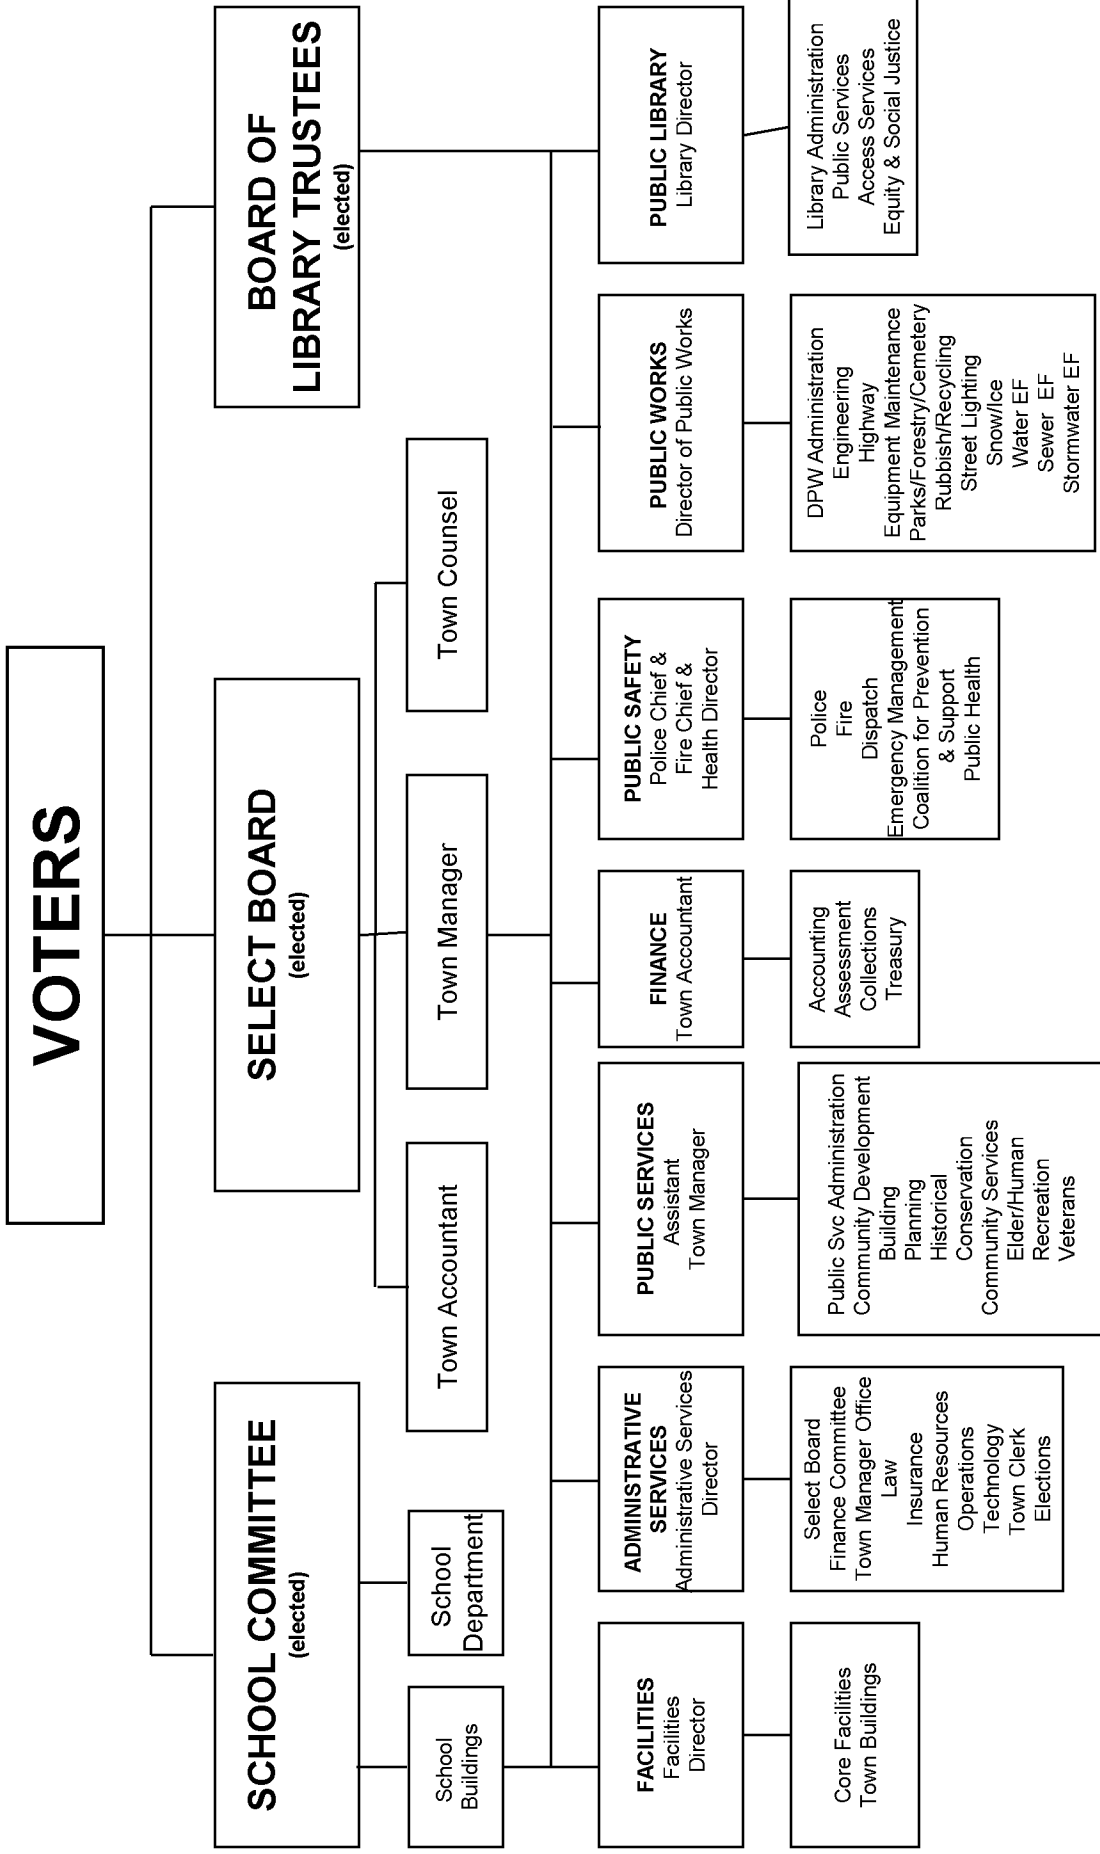 VOTERS
SCHOOL COMMITTEE
(elected)
SELECT BOARD
(elected)
BOARD OF
LIBRARY TRUSTEES
(elected)
School
Buildings
School
Department
Town Accountant
Town Manager
Town Counsel
FACILITIES
Facilities
Director
ADMINISTRATIVE
SERVICES
Administrative Services
Director
PUBLIC SERVICES
Assistant
Town Manager
FINANCE
Town Accountant
PUBLIC SAFETY
Police Chief &
Fire Chief &
Health Director
PUBLIC WORKS
Director of Public Works
PUBLIC LIBRARY
Library Director
Core Facilities
Town Buildings
Select Board
Finance Committee
Town Manager Office
Law
Insurance
Human Resources
Operations
Technology
Town Clerk
Elections
Public Svc Administration
Community Development
Building
Planning
Historical
Conservation
Community Services
Elder/Human
Recreation
Veterans
Accounting
Assessment
Collections
Treasury
Police
Fire
Dispatch
Emergency Management
Coalition for Prevention
& Support
Public Health
DPW Administration
Engineering
Highway
Equipment Maintenance
Parks/Forestry/Cemetery
Rubbish/Recycling
Street Lighting
Snow/Ice
Water EF
Sewer EF
Stormwater EF
Library Administration
Public Services
Access Services
Equity & Social Justice